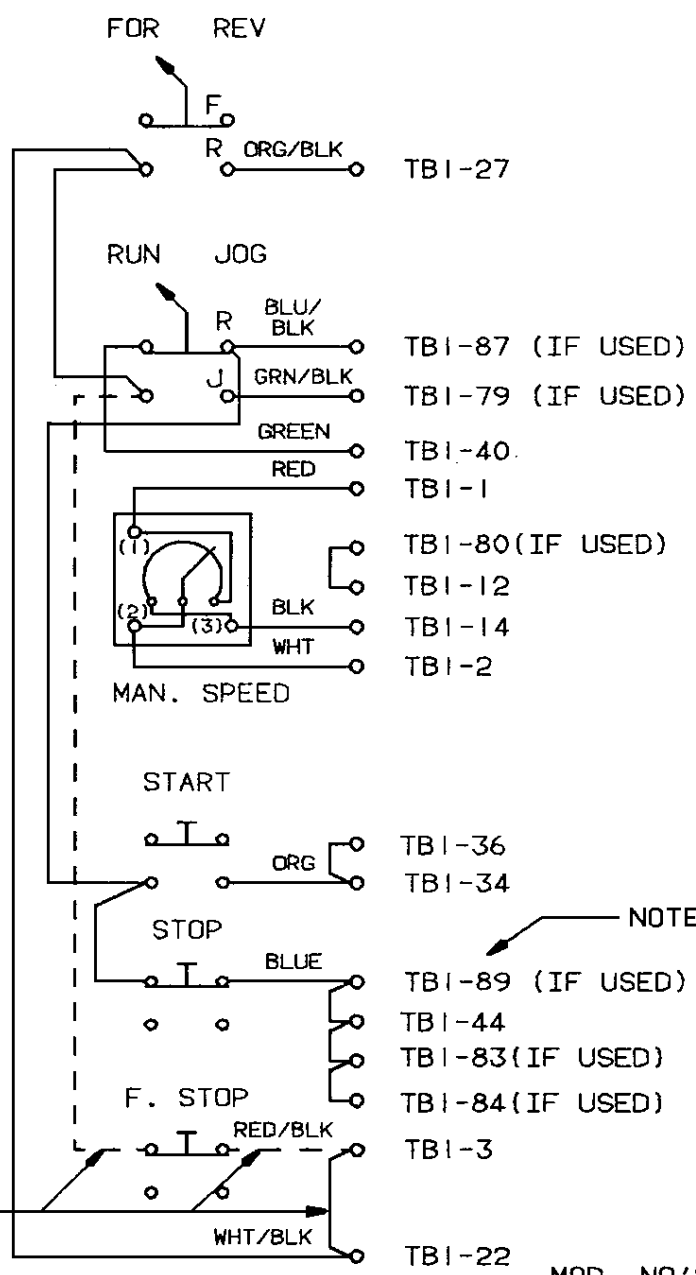 FOR REV
F
R ORG/BLK TB1-27
RUN JOG
R BLU/
BLK TB1-87 (IF USED)
J GRN/BLK TB1-79 (IF USED)
GREEN TB1-40
RED TB1-1
(1) TB1-80(IF USED)
TB1-12
(2) (3) BLK TB1-14
WHT TB1-2
MAN. SPEED
START
TB1-36
ORG TB1-34
NOTE
STOP
BLUE TB1-89 (IF USED)
TB1-44
TB1-83(IF USED)
F. STOP TB1-84(IF USED)
RED/BLK TB1-3
WHT/BLK TB1-22